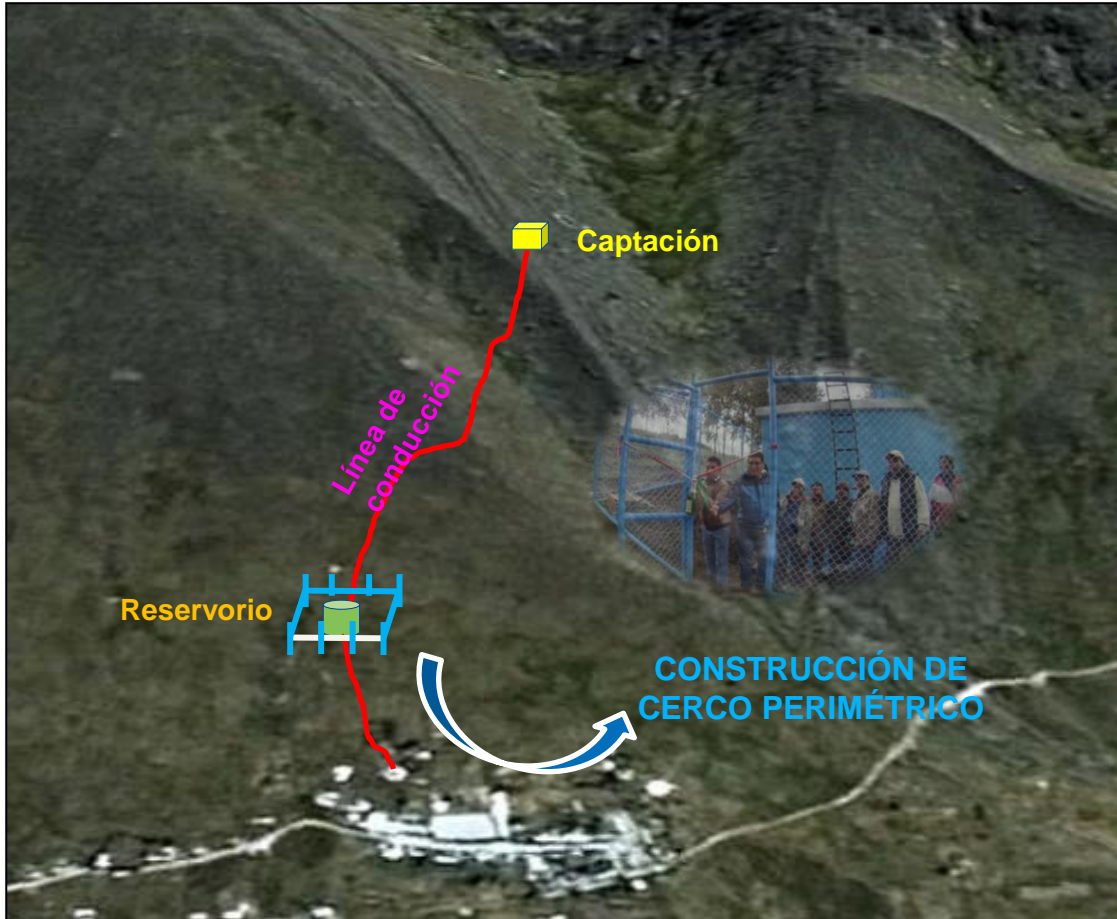 Captación
Línea de
conducción
Reservorio
CONSTRUCCIÓN DE
CERCO PERIMÉTRICO